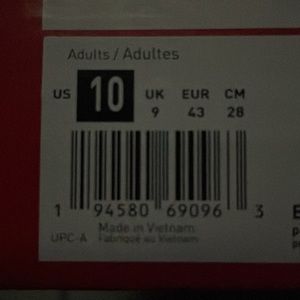 Adults / Adultes
US 10 UK EUR CM
9 43 28
1 94580 69096 3
UPC-A Made in Vietnam
Fabriqué au Vietnam